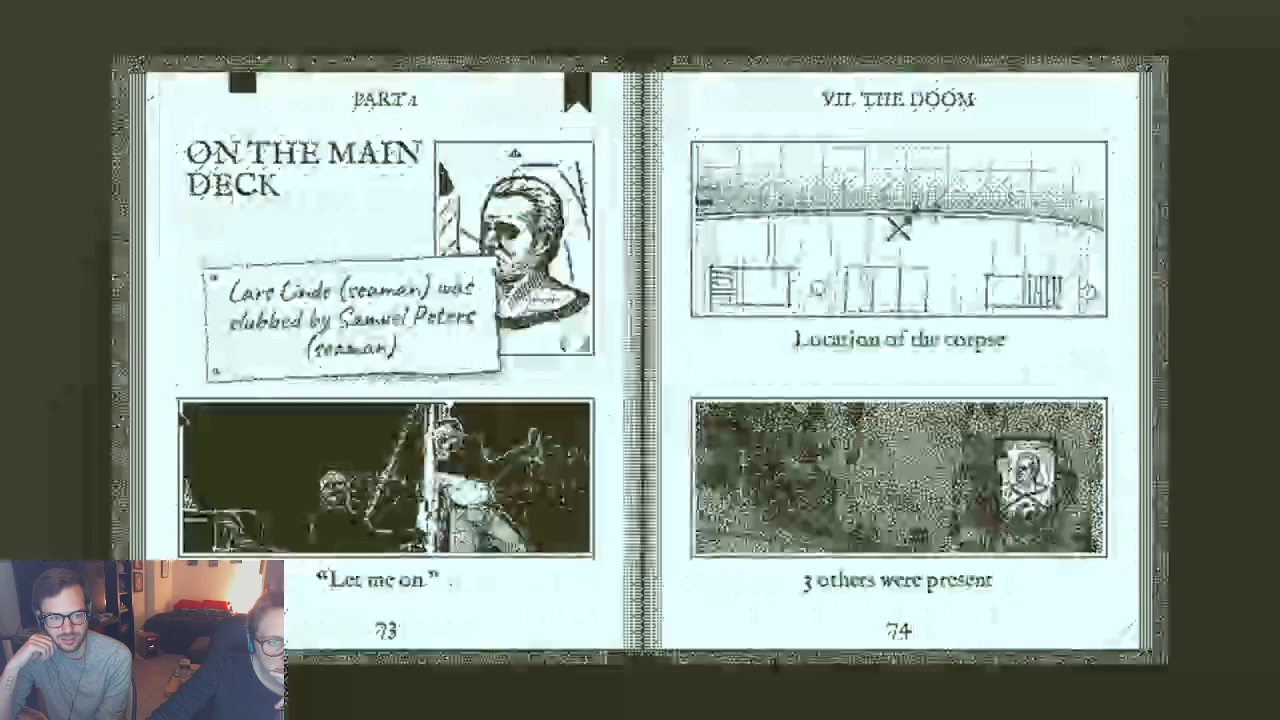 PART 1
ON THE MAIN
DECK
Lars Linde (seaman) was
clubbed by Samuel Peters
(seaman)
"Let me on"
73
VII. THE DOOM
Location of the corpse
3 others were present
74